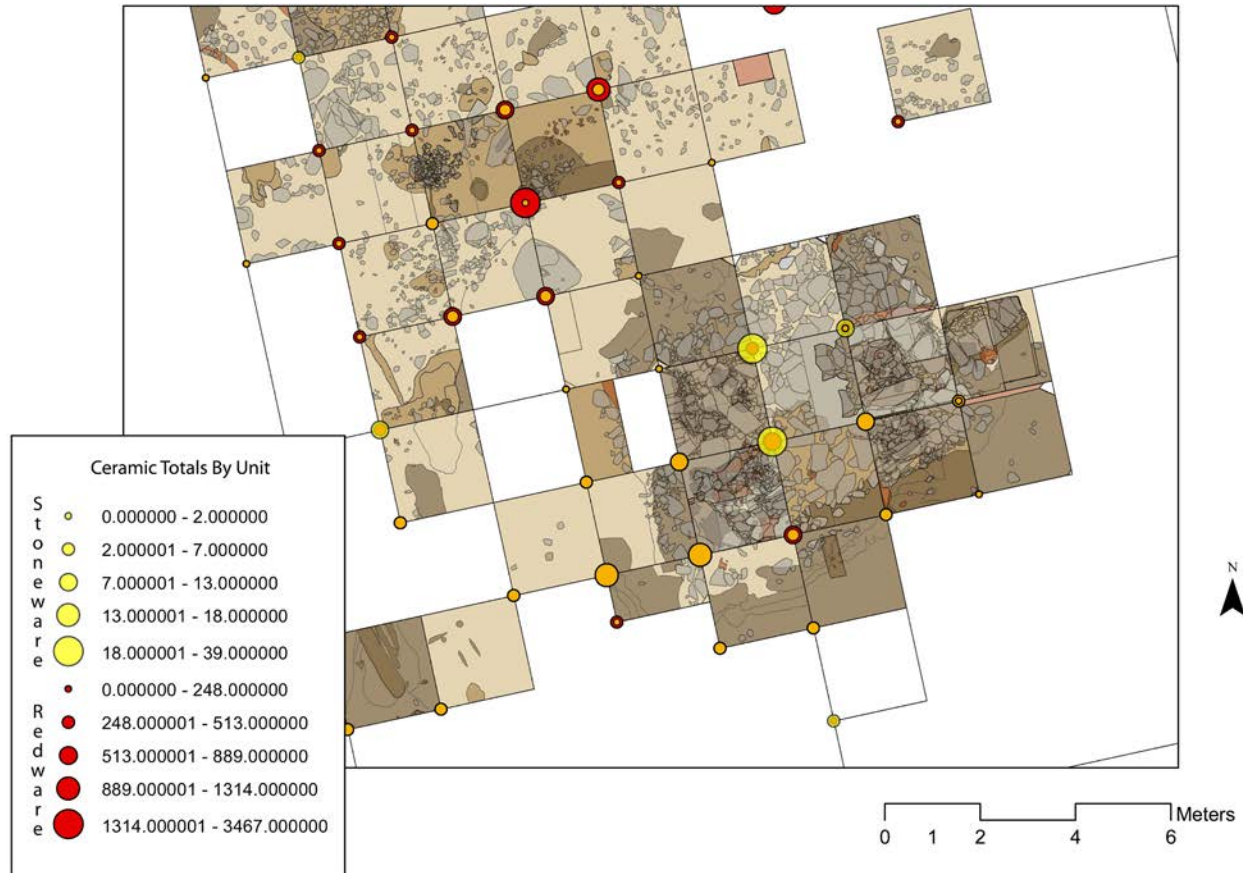 Ceramic Totals By Unit
Stoneware
0.000000 - 2.000000
2.000001 - 7.000000
7.000001 - 13.000000
13.000001 - 18.000000
18.000001 - 39.000000
Redware
0.000000 - 248.000000
248.000001 - 513.000000
513.000001 - 889.000000
889.000001 - 1314.000000
1314.000001 - 3467.000000
N
Meters
0 1 2 4 6